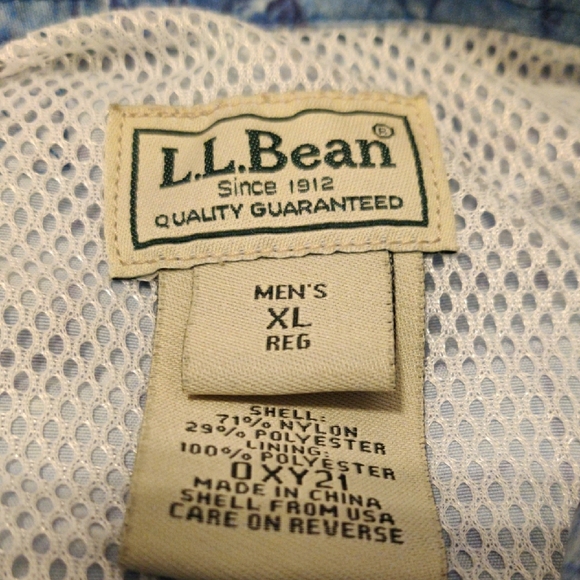 L.L.Bean®
Since 1912
QUALITY GUARANTEED
MEN'S
XL
REG
SHELL:
71% NYLON
29% POLYESTER
LINING:
100% POLYESTER
0XY21
MADE IN CHINA
SHELL FROM USA
CARE ON REVERSE